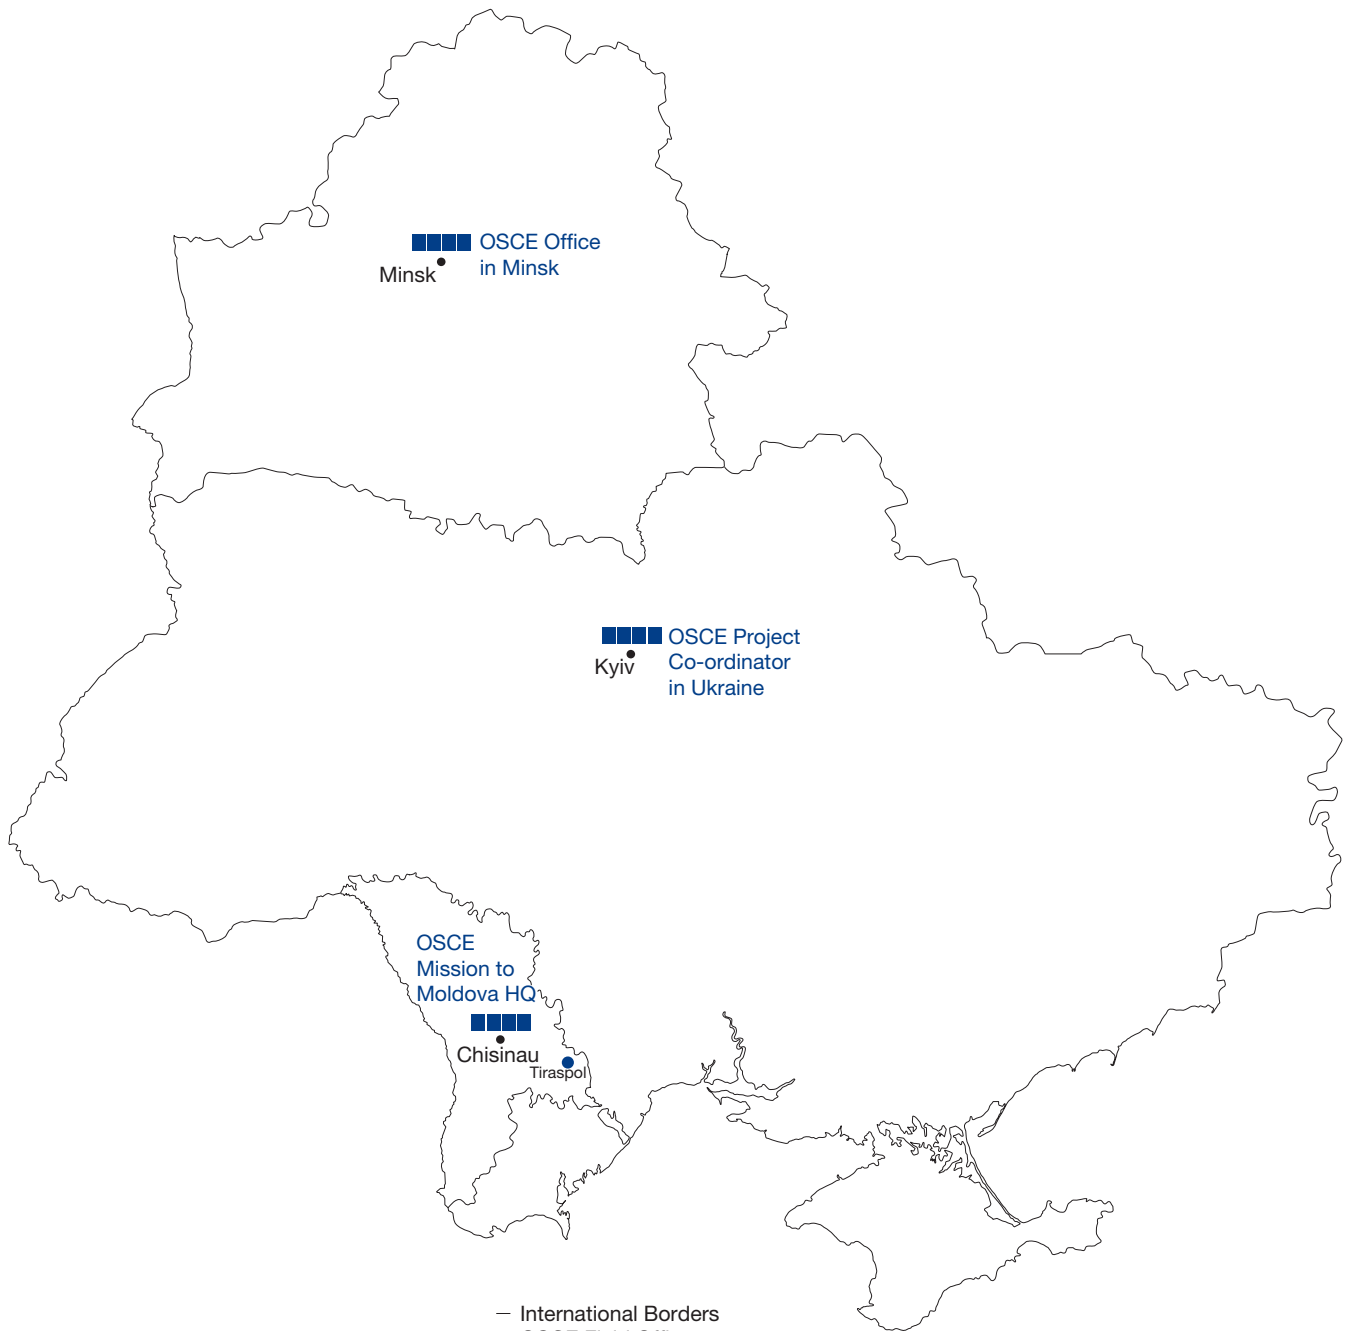 OSCE Office
in Minsk
Minsk
OSCE Project
Co-ordinator
in Ukraine
Kyiv
OSCE
Mission to
Moldova HQ
Chisinau
Tiraspol
— International Borders